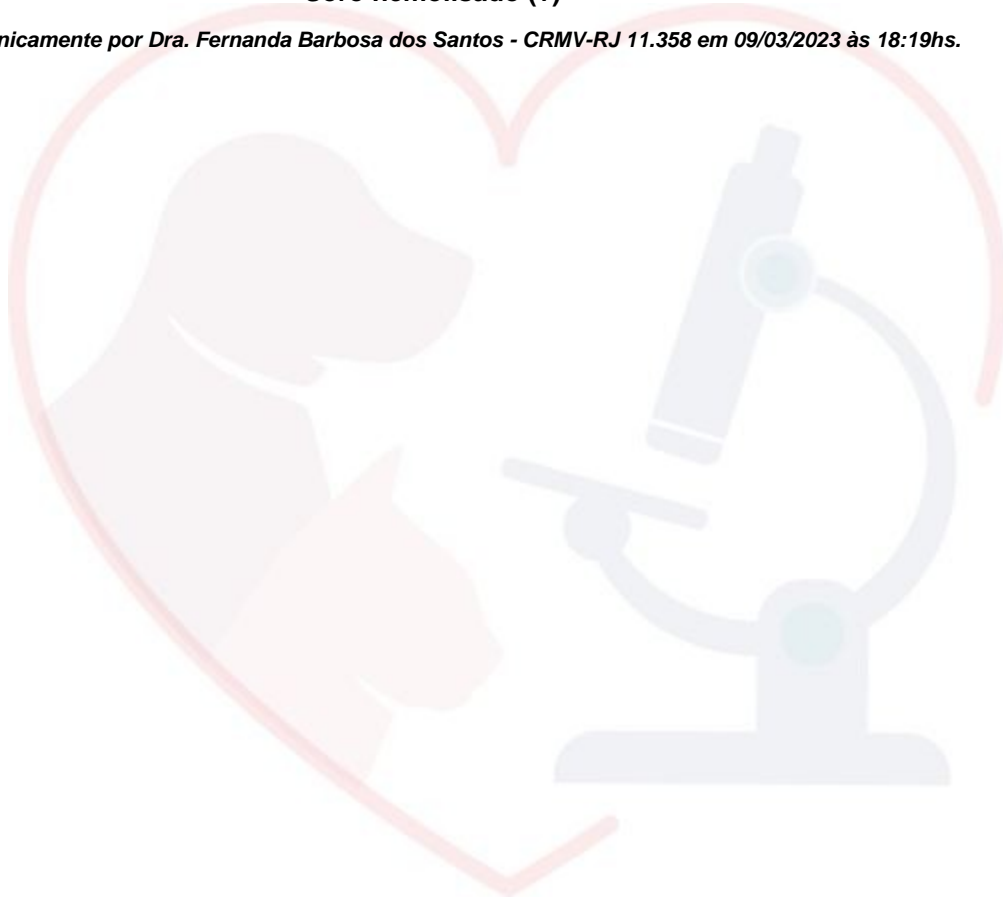 nicamente por Dra. Fernanda Barbosa dos Santos - CRMV-RJ 11.358 em 09/03/2023 às 18:19hs.